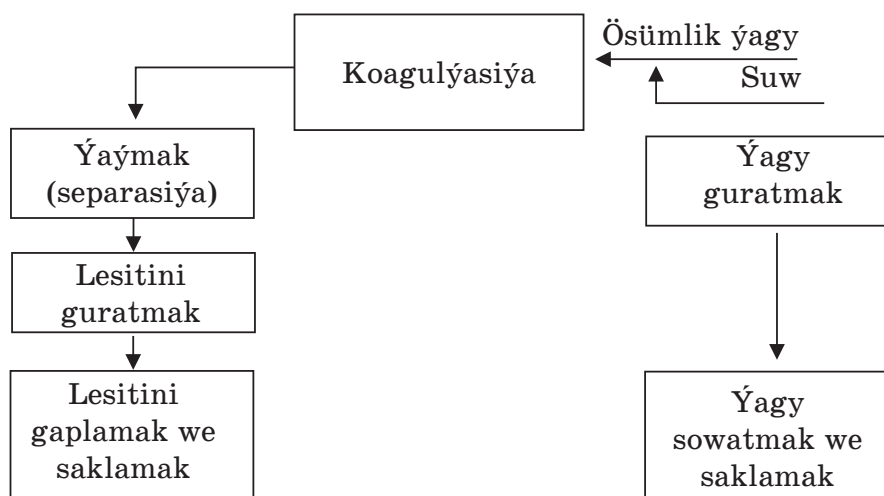 Ösümlik ýagy
Suw
Koagulýasiýa
Ýaýmak
(separasiýa)
Lesitini
guratmak
Lesitini
gaplamak we
saklamak
Ýagy
guratmak
Ýagy
sowatmak we
saklamak